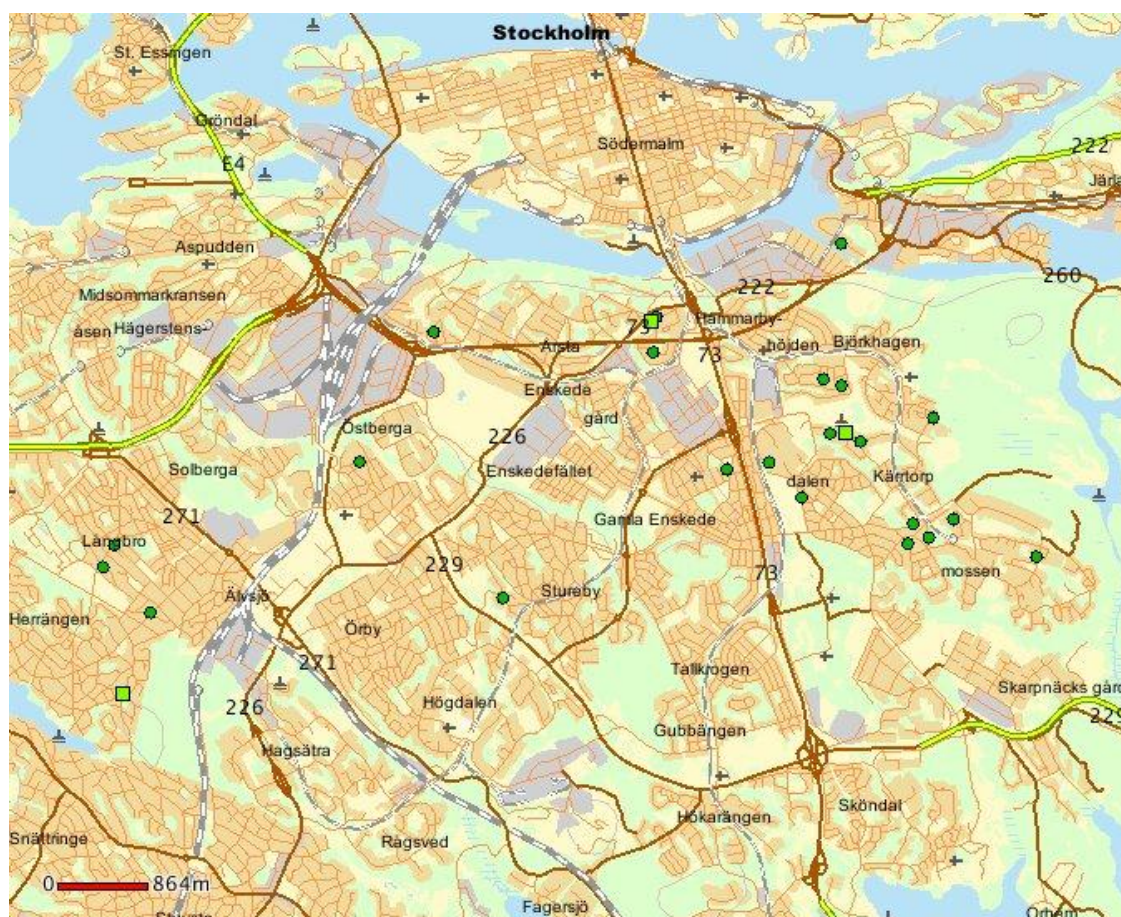 Stockholm
St. Essingen
Gröndal
Södermalm
E4
222
Järla
Aspudden
Midsommarkransen
222
260
åsen Hägerstens-
73
Hammarby-
Årsta
höjden Björkhagen
73
Enskede
gård
Östberga
226
Solberga
Enskedefältet
dalen
Kärrtorp
271
Gamla Enskede
Långbro
229
73
mossen
Älvsjö
Stureby
Herrängen
Örby
271
Tallkrogen
Skarpnäcks gård
226
Högdalen
229
Gubbängen
Hagsätra
Sköndal
Hökarängen
Snättringe
Rågsved
0 864m
Fagersjö